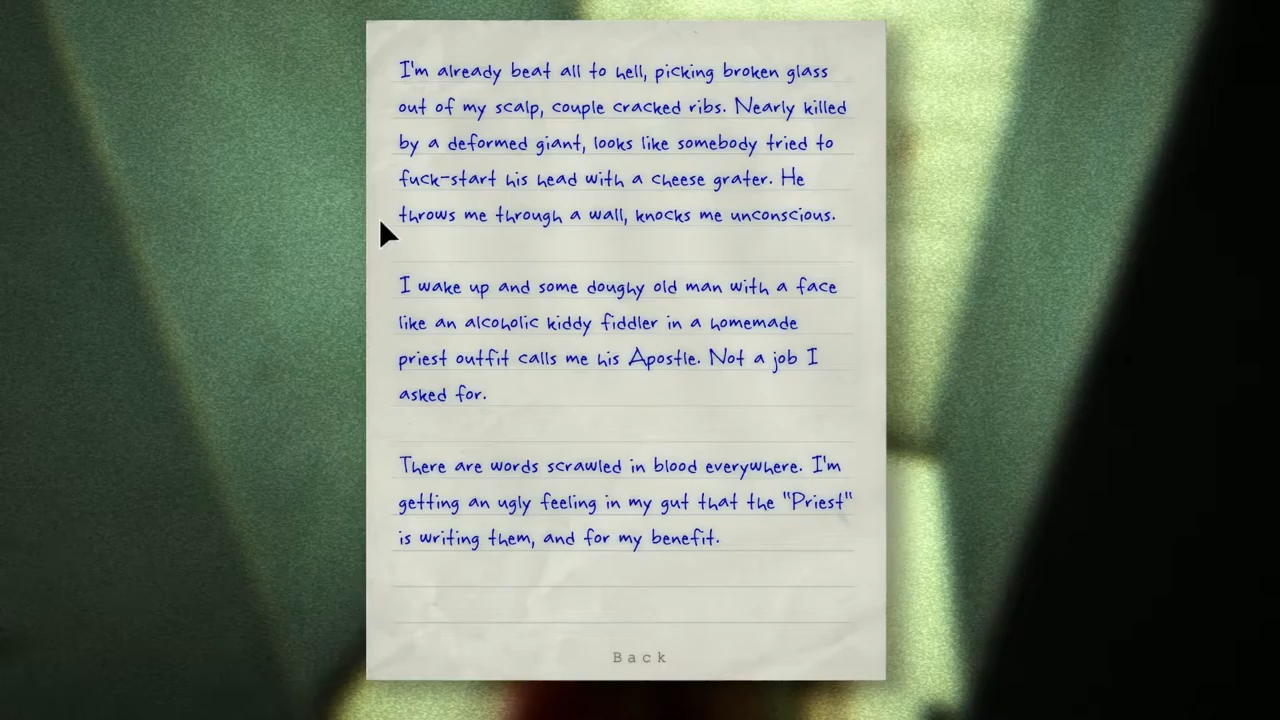 I'm already beat all to hell, picking broken glass
out of my scalp, couple cracked ribs. Nearly killed
by a deformed giant, looks like somebody tried to
fuck-start his head with a cheese grater. He
throws me through a wall, knocks me unconscious.
I wake up and some doughy old man with a face
like an alcoholic kiddy fiddler in a homemade
priest outfit calls me his Apostle. Not a job I
asked for.
There are words scrawled in blood everywhere. I'm
getting an ugly feeling in my gut that the "Priest"
is writing them, and for my benefit.
Back